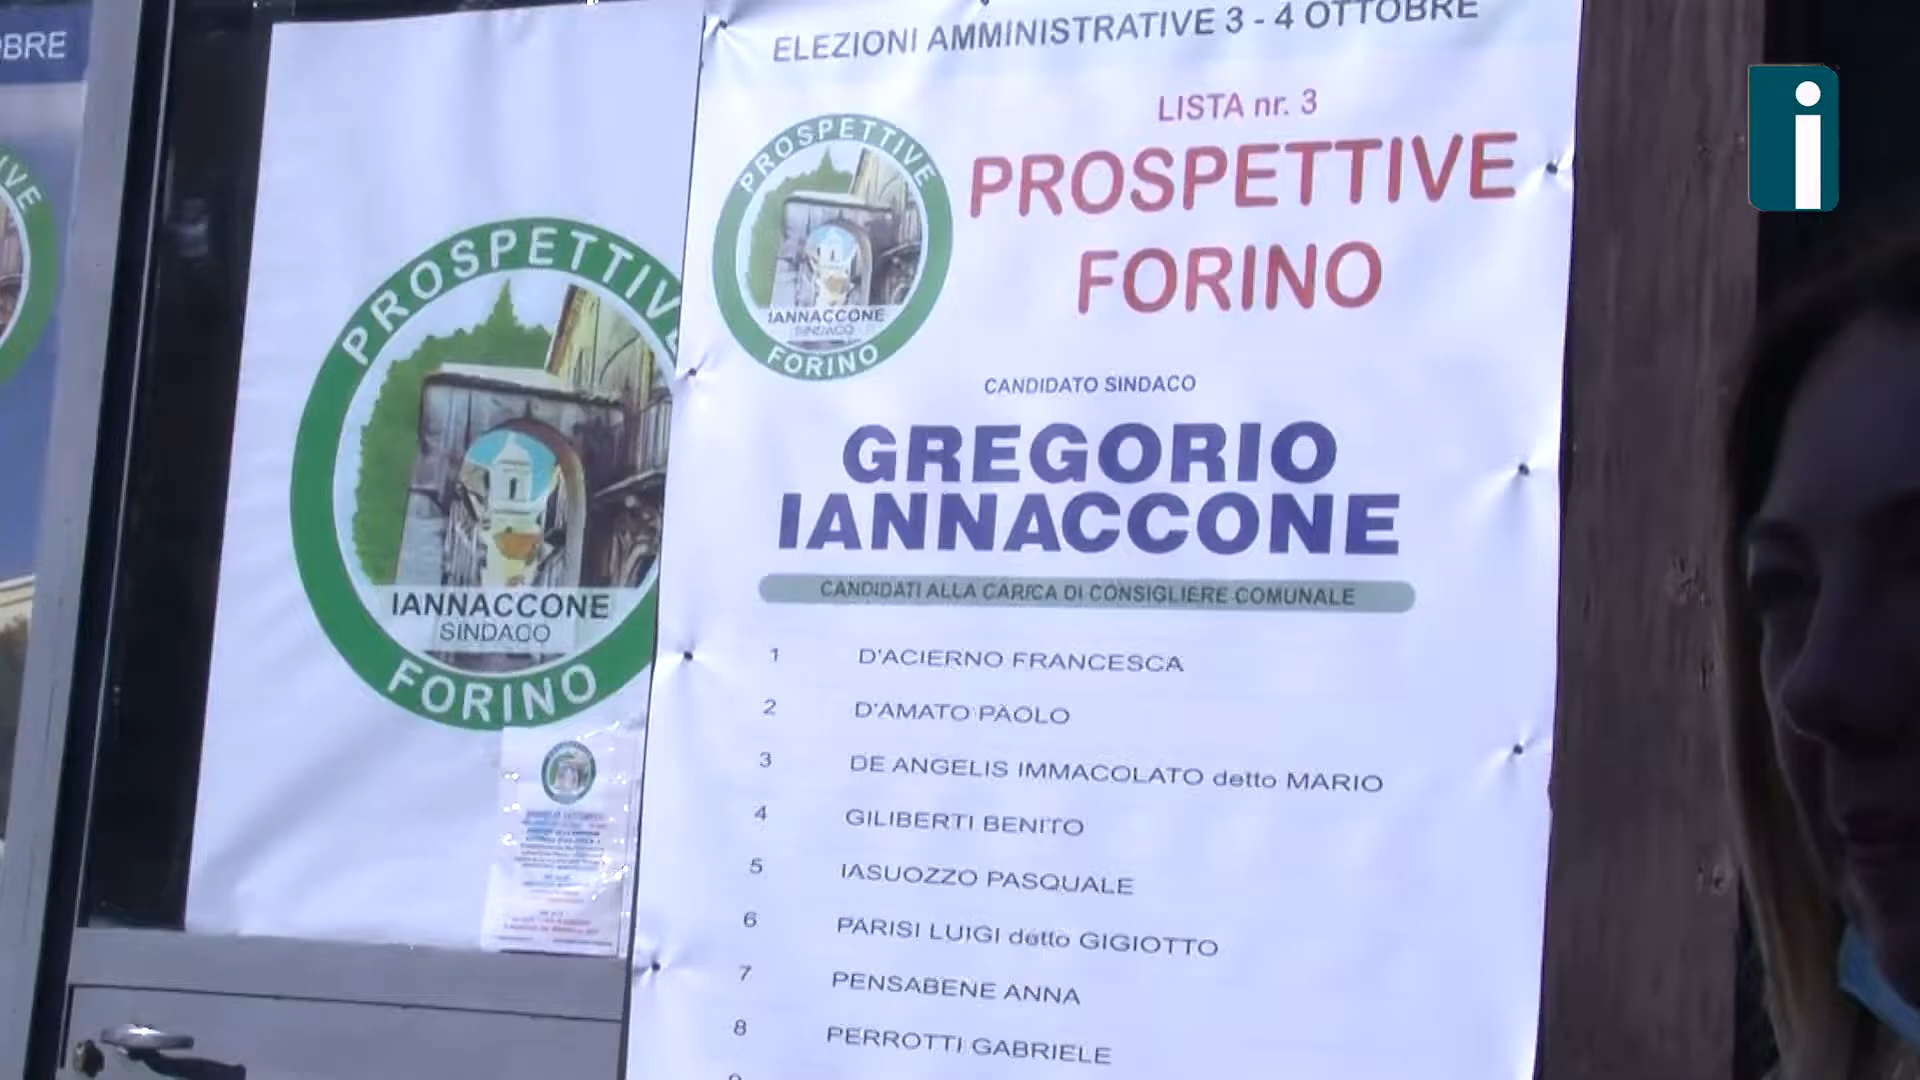 OBRE
IVE
PROSPETTIVE
IANNACCONE
SINDACO
FORINO
ELEZIONI AMMINISTRATIVE 3 - 4 OTTOBRE
LISTA nr. 3
PROSPETTIVE
FORINO
PROSPETTIVE
IANNACCONE
SINDACO
FORINO
CANDIDATO SINDACO
GREGORIO
IANNACCONE
CANDIDATI ALLA CARICA DI CONSIGLIERE COMUNALE
1 D'ACIERNO FRANCESCA
2 D'AMATO PAOLO
3 DE ANGELIS IMMACOLATO detto MARIO
4 GILIBERTI BENITO
5 IASUOZZO PASQUALE
6 PARISI LUIGI detto GIGIOTTO
7 PENSABENE ANNA
8 PERROTTI GABRIELE
i